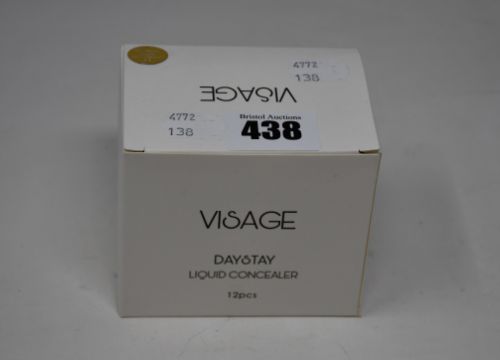 4772
138
VISAGE
4772
138
Bristol Auctions
438
VISAGE
DAYSTAY
LIQUID CONCEALER
12pcs